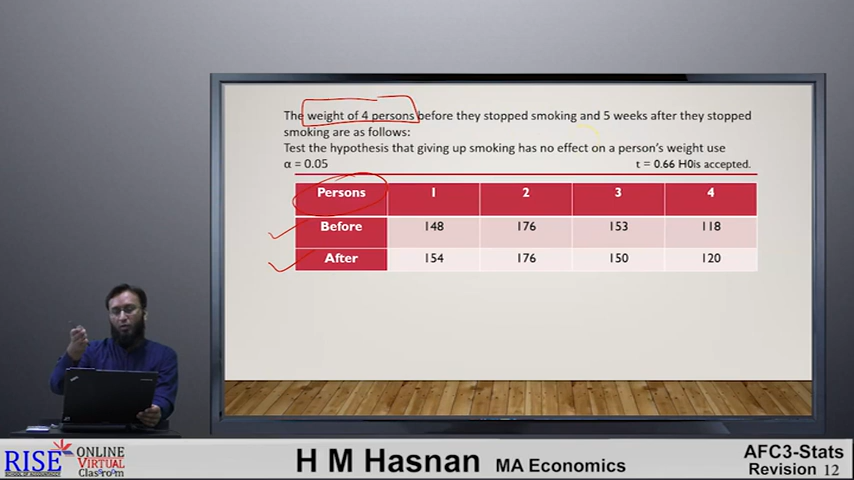 The weight of 4 persons before they stopped smoking and 5 weeks after they stopped
smoking are as follows:
Test the hypothesis that giving up smoking has no effect on a person's weight use
α = 0.05 t = 0.66 H0is accepted.
Persons 1 2 3 4
Before 148 176 153 118
After 154 176 150 120
RISE
SCHOOL OF ACCOUNTANCY
ONLINE
VIRTUAL
Classroom
H M Hasnan MA Economics
AFC3-Stats
Revision 12